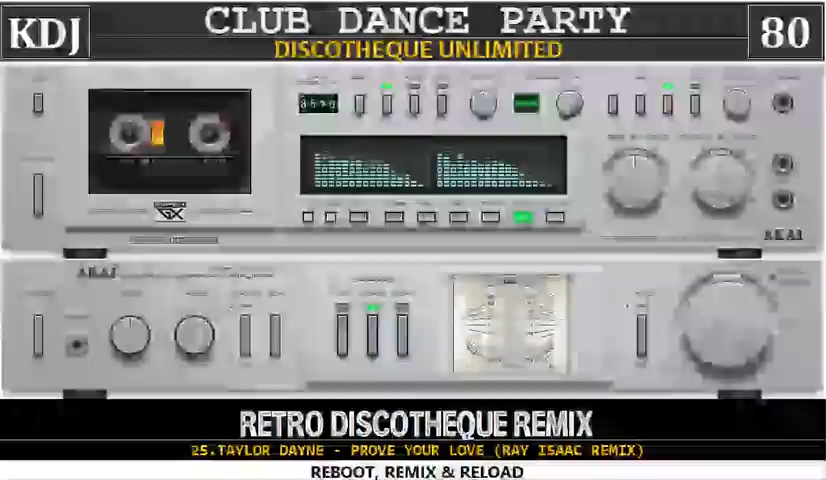 KDJ
CLUB DANCE PARTY
DISCOTHEQUE UNLIMITED
80
GX
AKAI
AKAI
RETRO DISCOTHEQUE REMIX
25.TAYLOR DAYNE - PROVE YOUR LOVE (RAY ISAAC REMIX)
REBOOT, REMIX & RELOAD